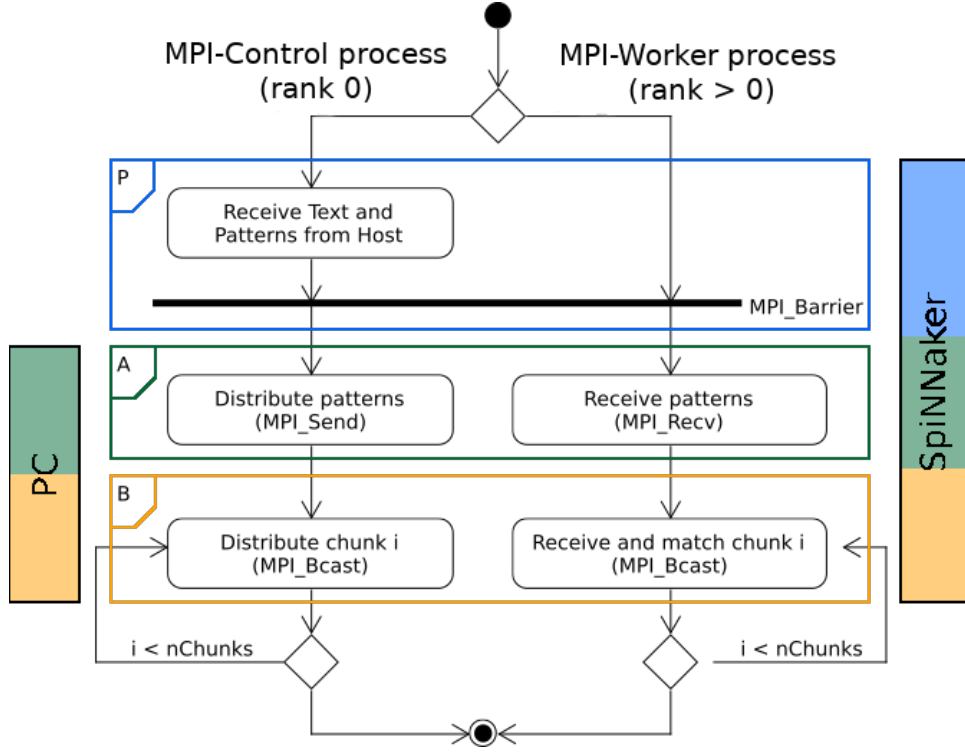 MPI-Control process
(rank 0)
MPI-Worker process
(rank > 0)
P
Receive Text and
Patterns from Host
MPI_Barrier
A
Distribute patterns
(MPI_Send)
Receive patterns
(MPI_Recv)
B
Distribute chunk i
(MPI_Bcast)
Receive and match chunk i
(MPI_Bcast)
i < nChunks
i < nChunks
PC
SpiNNaker